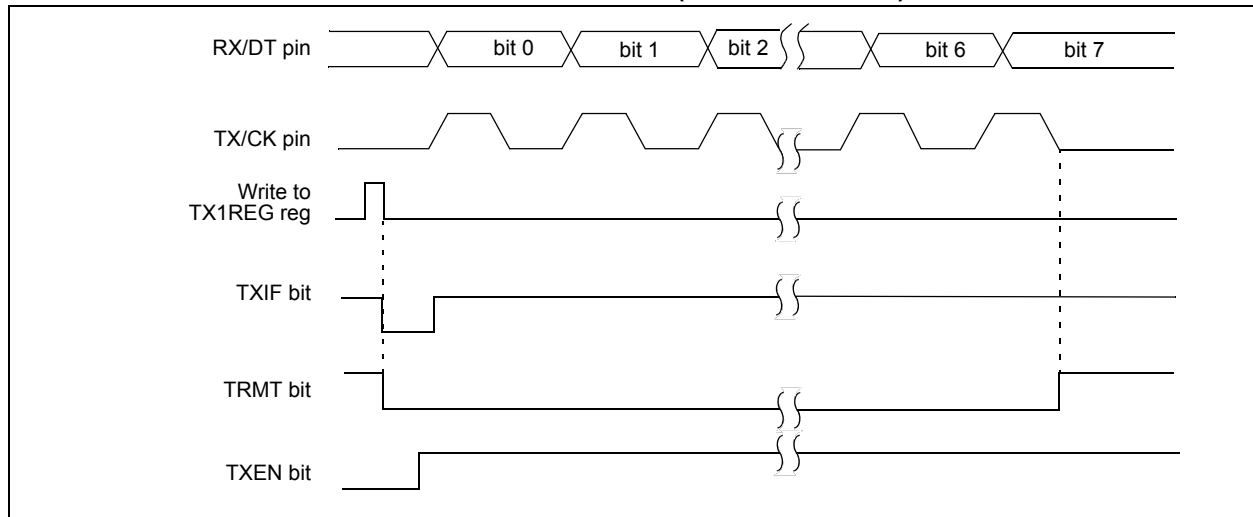 RX/DT pin
bit 0
bit 1
bit 2
bit 6
bit 7
TX/CK pin
Write to
TX1REG reg
TXIF bit
TRMT bit
TXEN bit